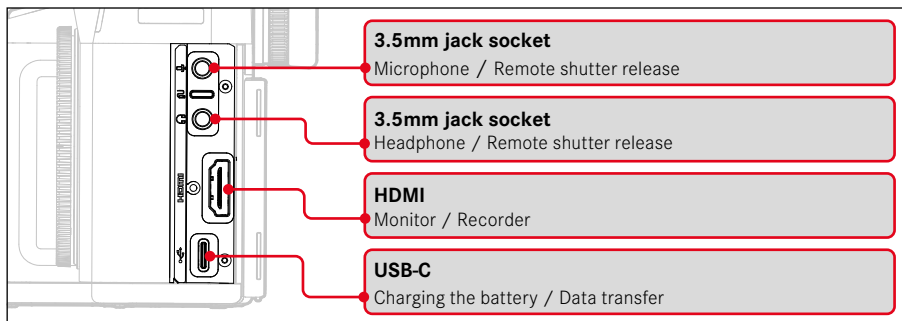 3.5mm jack socket
Microphone / Remote shutter release
3.5mm jack socket
Headphone / Remote shutter release
HDMI
HDMI
Monitor / Recorder
USB-C
Charging the battery / Data transfer